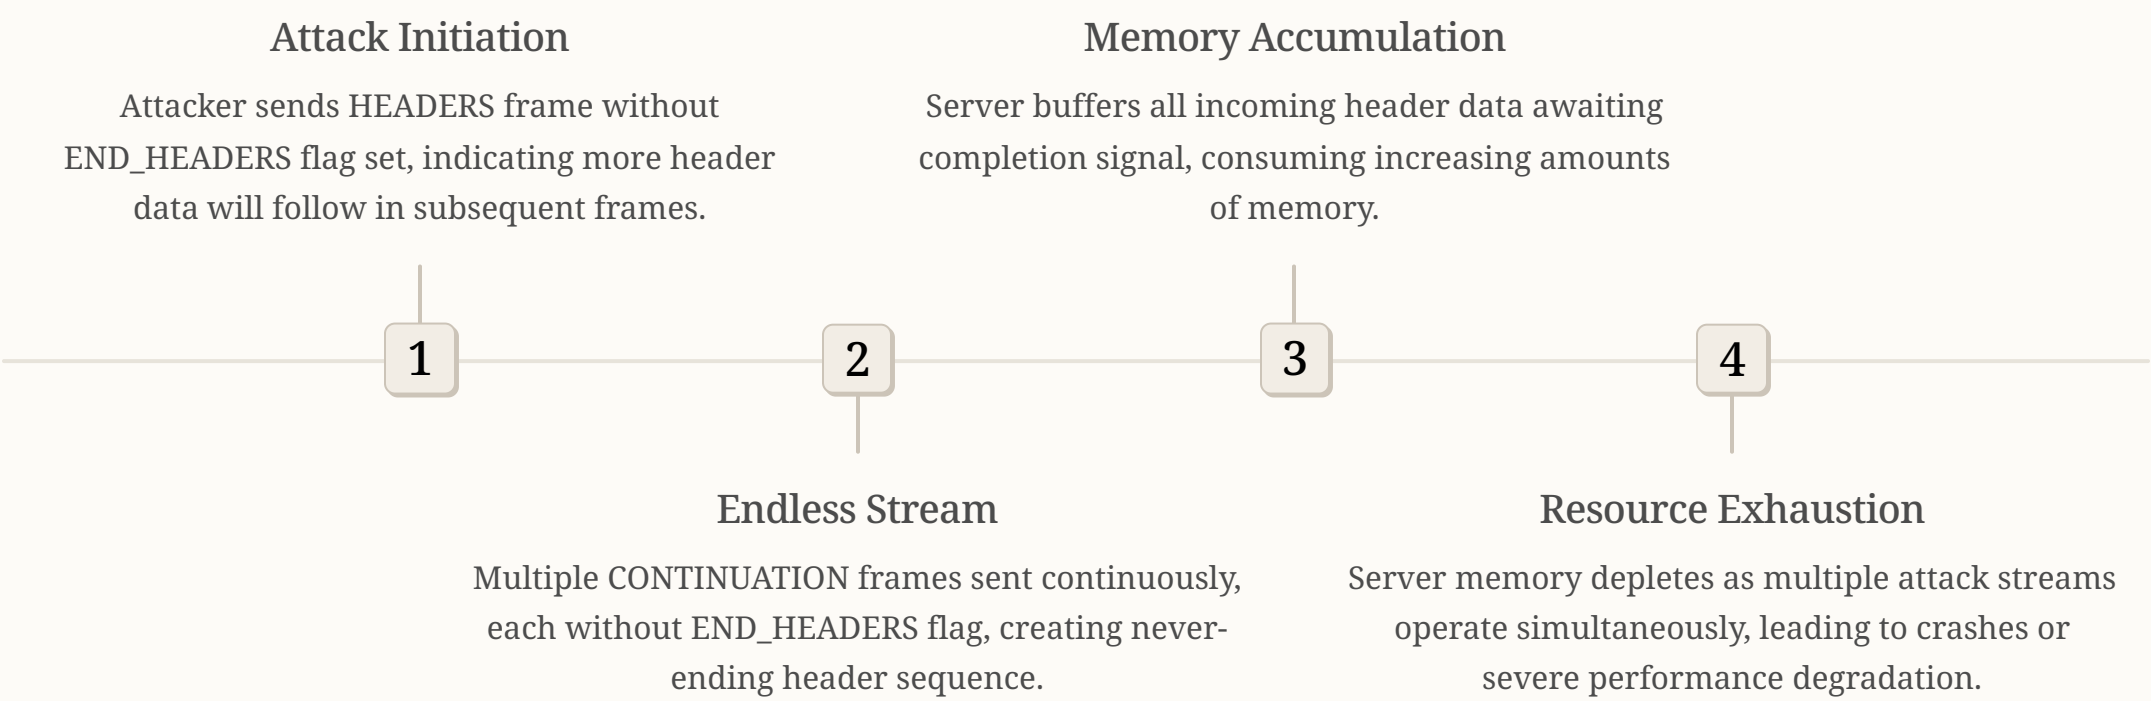 Attack Initiation
Attacker sends HEADERS frame without
END_HEADERS flag set, indicating more header
data will follow in subsequent frames.
1
2
Endless Stream
Multiple CONTINUATION frames sent continuously,
each without END_HEADERS flag, creating never-
ending header sequence.
Memory Accumulation
Server buffers all incoming header data awaiting
completion signal, consuming increasing amounts
of memory.
3
4
Resource Exhaustion
Server memory depletes as multiple attack streams
operate simultaneously, leading to crashes or
severe performance degradation.